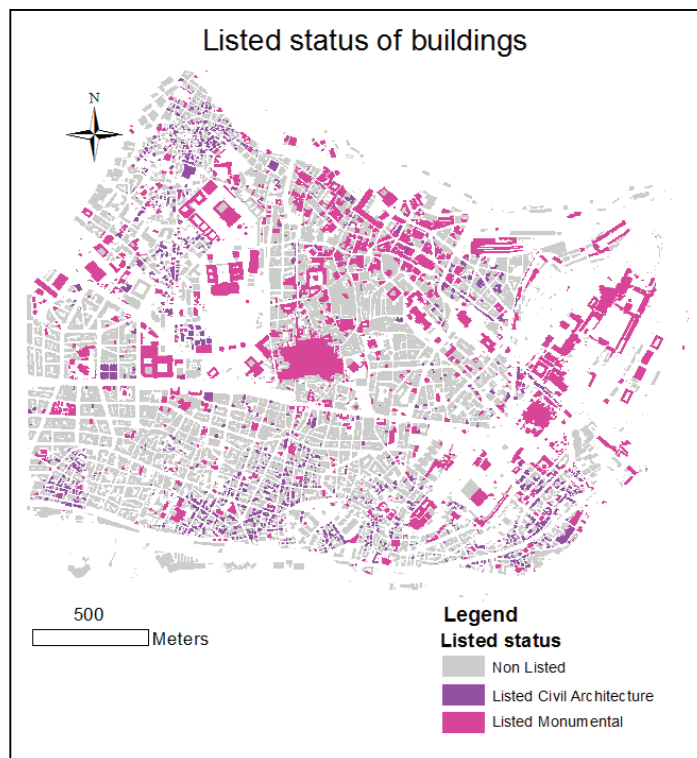 Listed status of buildings
N
500
Meters
Legend
Listed status
Non Listed
Listed Civil Architecture
Listed Monumental